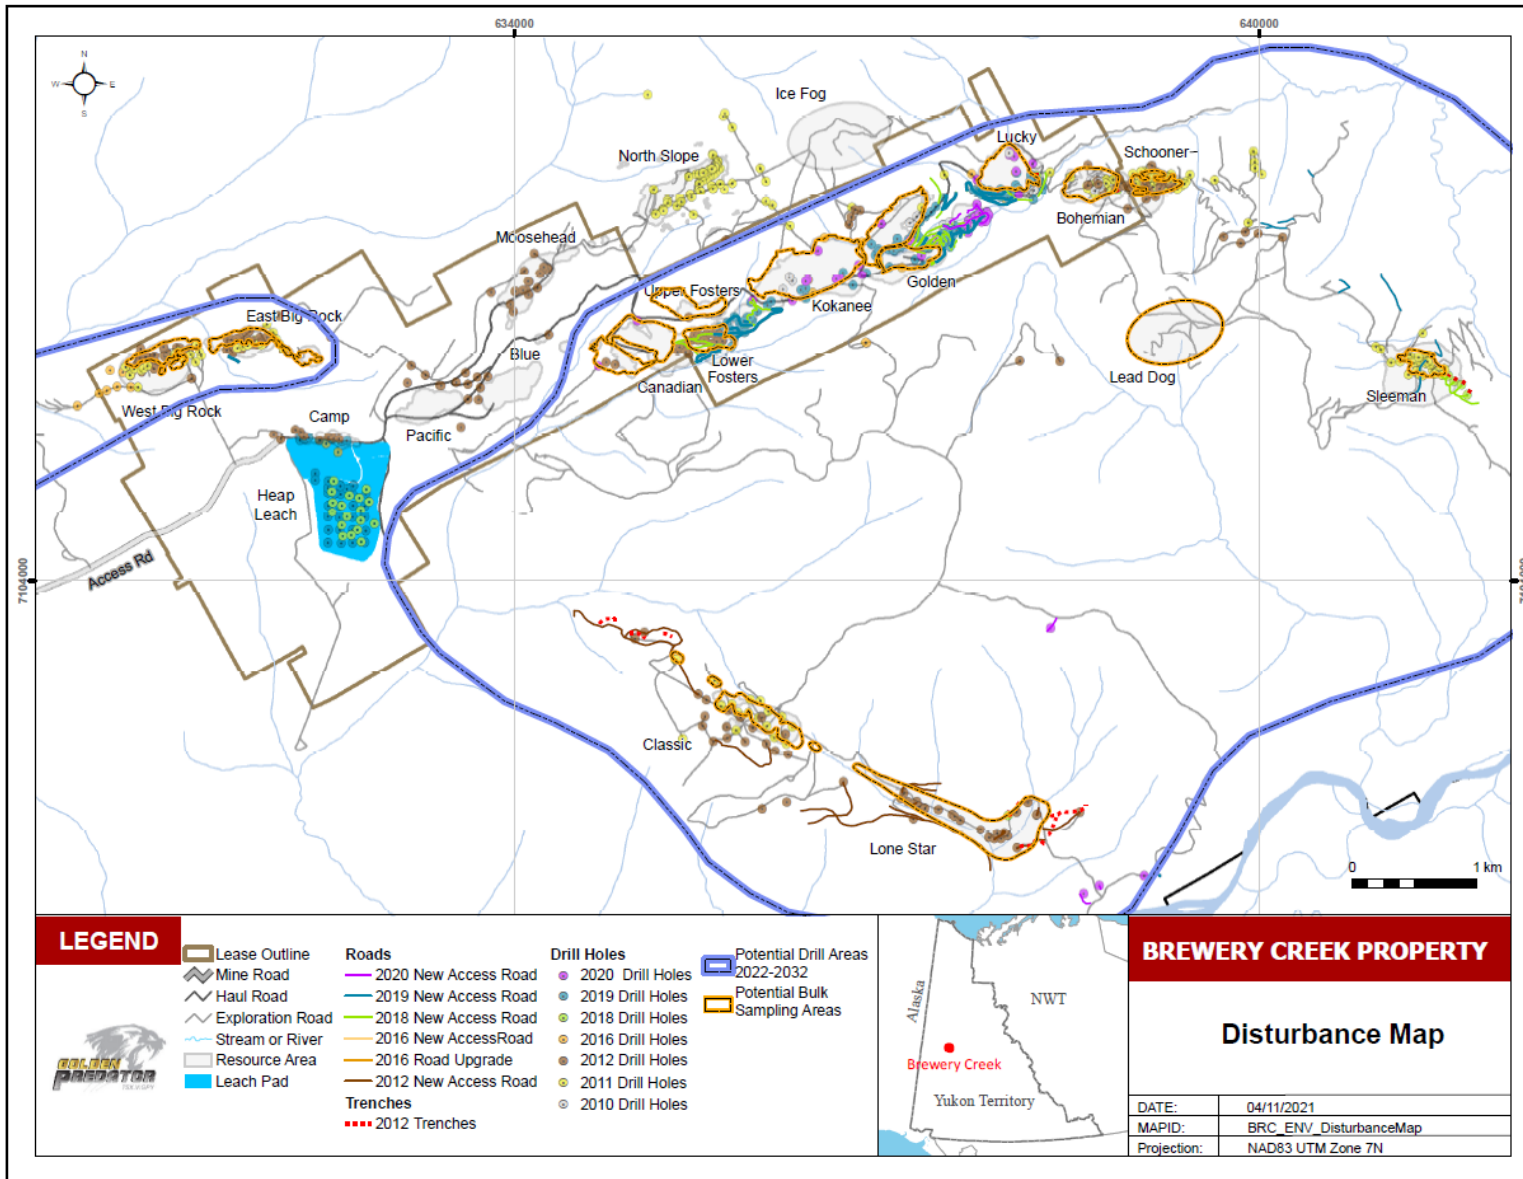 634000
640000
N
W
E
S
Ice Fog
Lucky
Schooner
North Slope
Bohemian
Moosehead
Golden
Upper Fosters
Kokanee
East Big Rock
Blue
Lower
Fosters
Canadian
Lead Dog
Sleeman
West Big Rock
Camp
Pacific
Heap
Leach
Access Rd
7104000
Classic
Lone Star
0
1 km
LEGEND
Lease Outline
Mine Road
Haul Road
Exploration Road
Stream or River
Resource Area
Leach Pad
Roads
2020 New Access Road
2019 New Access Road
2018 New Access Road
2016 New AccessRoad
2016 Road Upgrade
2012 New Access Road
Trenches
2012 Trenches
Drill Holes
2020 Drill Holes
2019 Drill Holes
2018 Drill Holes
2016 Drill Holes
2012 Drill Holes
2011 Drill Holes
2010 Drill Holes
Potential Drill Areas
2022-2032
Potential Bulk
Sampling Areas
GOLDEN
PREDATOR
Alaska
NWT
Brewery Creek
Yukon Territory
BREWERY CREEK PROPERTY
Disturbance Map
DATE: 04/11/2021
MAPID: BRC_ENV_DisturbanceMap
Projection: NAD83 UTM Zone 7N